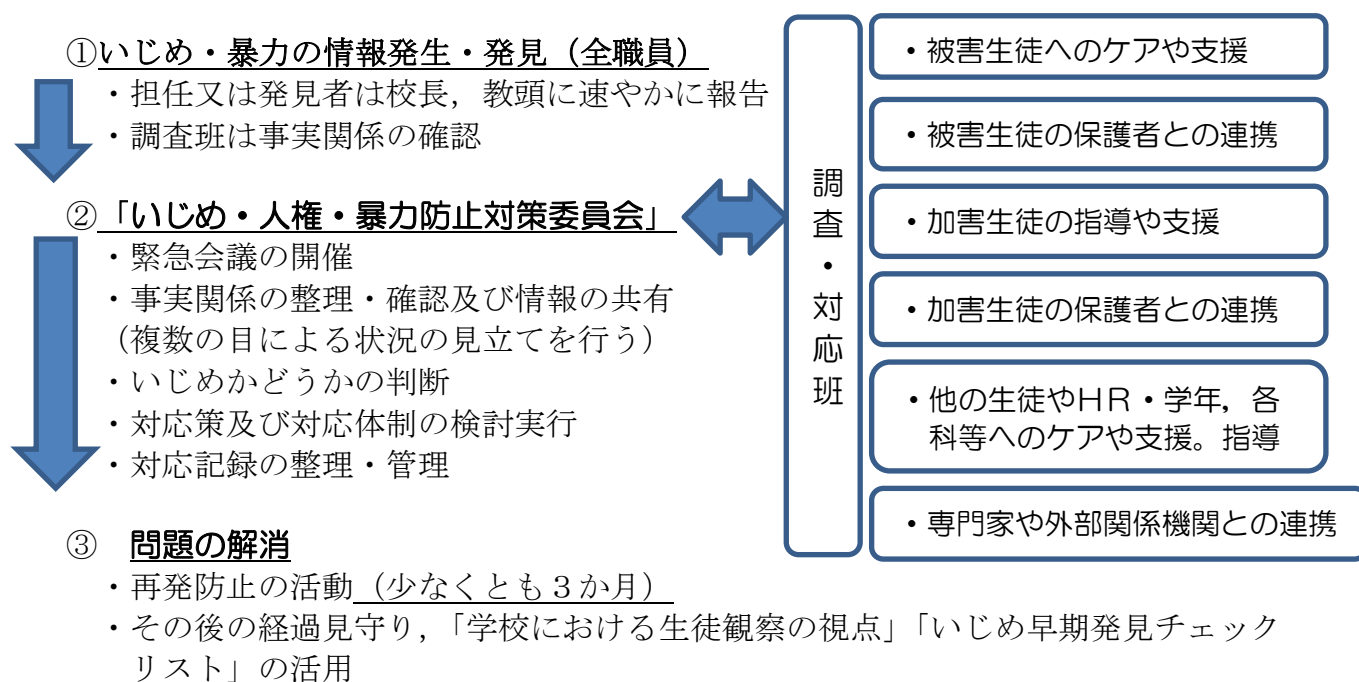 ①いじめ・暴力の情報発生・発見（全職員）
・担任又は発見者は校長，教頭に速やかに報告
・調査班は事実関係の確認
②「いじめ・人権・暴力防止対策委員会」
・緊急会議の開催
・事実関係の整理・確認及び情報の共有
（複数の目による状況の見立てを行う）
・いじめかどうかの判断
・対応策及び対応体制の検討実行
・対応記録の整理・管理
③　問題の解消
・再発防止の活動（少なくとも３か月）
・その後の経過見守り，「学校における生徒観察の視点」「いじめ早期発見チェック
リスト」の活用
調査・対応班
・被害生徒へのケアや支援
・被害生徒の保護者との連携
・加害生徒の指導や支援
・加害生徒の保護者との連携
・他の生徒やＨＲ・学年，各
科等へのケアや支援。指導
・専門家や外部関係機関との連携